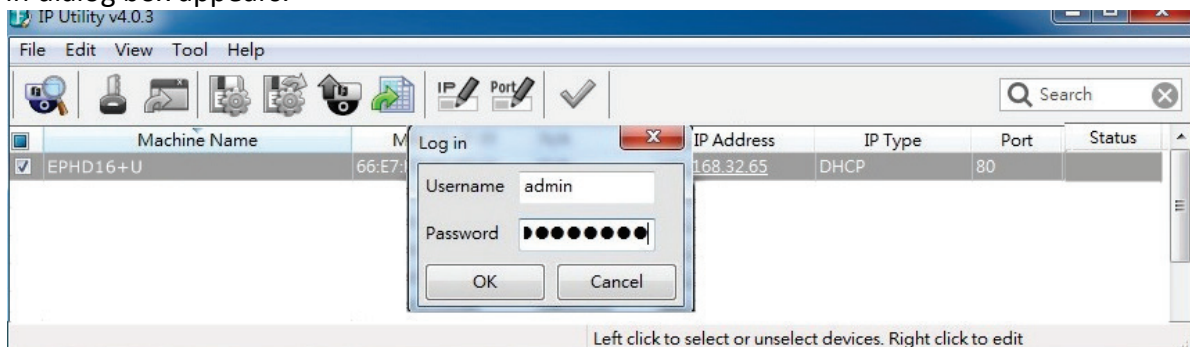 IP Utility v4.0.3
File Edit View Tool Help
IP Port Search
Machine Name M IP Address IP Type Port Status
EPHD16+U 66:E7: 168.32.65 DHCP 80
Log in
Username admin
Password
OK Cancel
Left click to select or unselect devices. Right click to edit